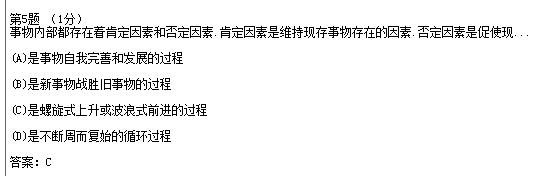 第5题 （1分）
事物内部都存在着肯定因素和否定因素.肯定因素是维持现存事物存在的因素.否定因素是促使现...
(A)是事物自我完善和发展的过程
(B)是新事物战胜旧事物的过程
(C)是螺旋式上升或波浪式前进的过程
(D)是不断周而复始的循环过程
答案：C